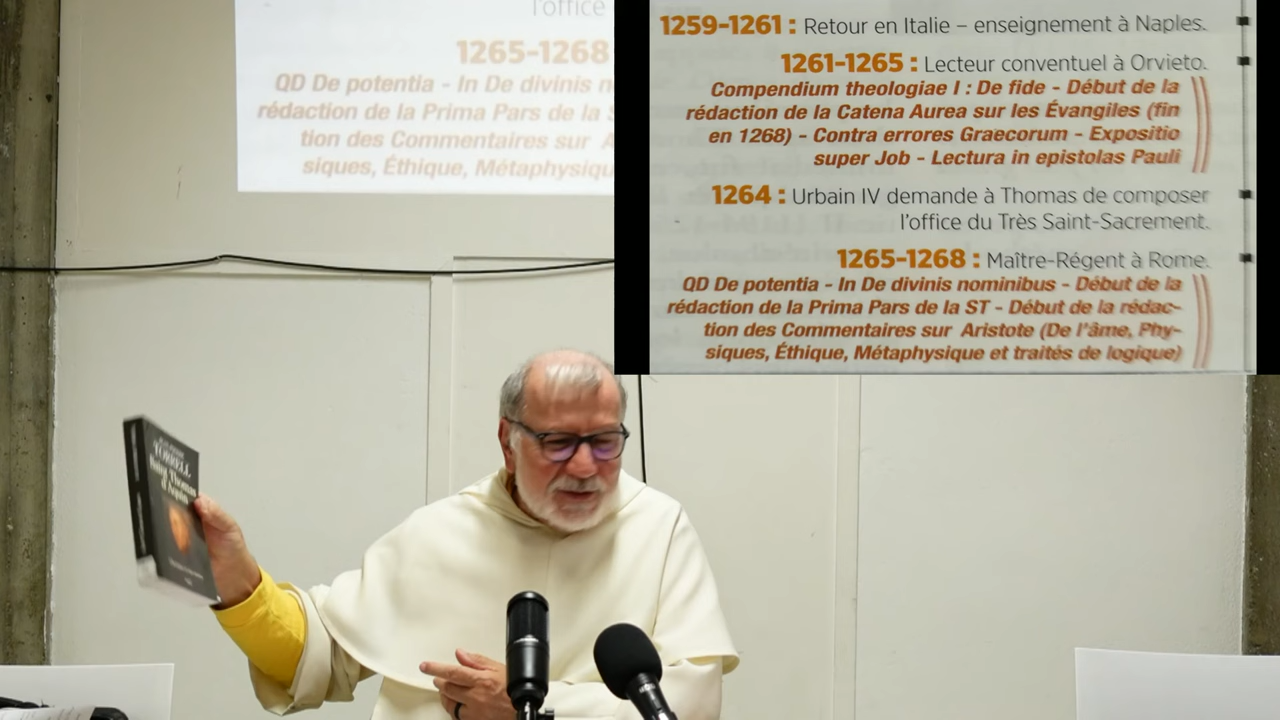 l'office
1265-1268
QD De potentia - In De divinis n
rédaction de la Prima Pars de la S
tion des Commentaires sur A
siques, Éthique, Métaphysiqu
1259-1261 : Retour en Italie – enseignement à Naples.
1261-1265 : Lecteur conventuel à Orvieto.
Compendium theologiae I : De fide - Début de la
rédaction de la Catena Aurea sur les Évangiles (fin
en 1268) - Contra errores Graecorum - Expositio
super Job - Lectura in epistolas Pauli
1264 : Urbain IV demande à Thomas de composer
l'office du Très Saint-Sacrement.
1265-1268 : Maître-Régent à Rome.
QD De potentia - In De divinis nominibus - Début de la
rédaction de la Prima Pars de la ST - Début de la rédac-
tion des Commentaires sur Aristote (De l'âme, Phy-
siques, Éthique, Métaphysique et traités de logique)
TORRELL
Saint Thomas
d'Aquin